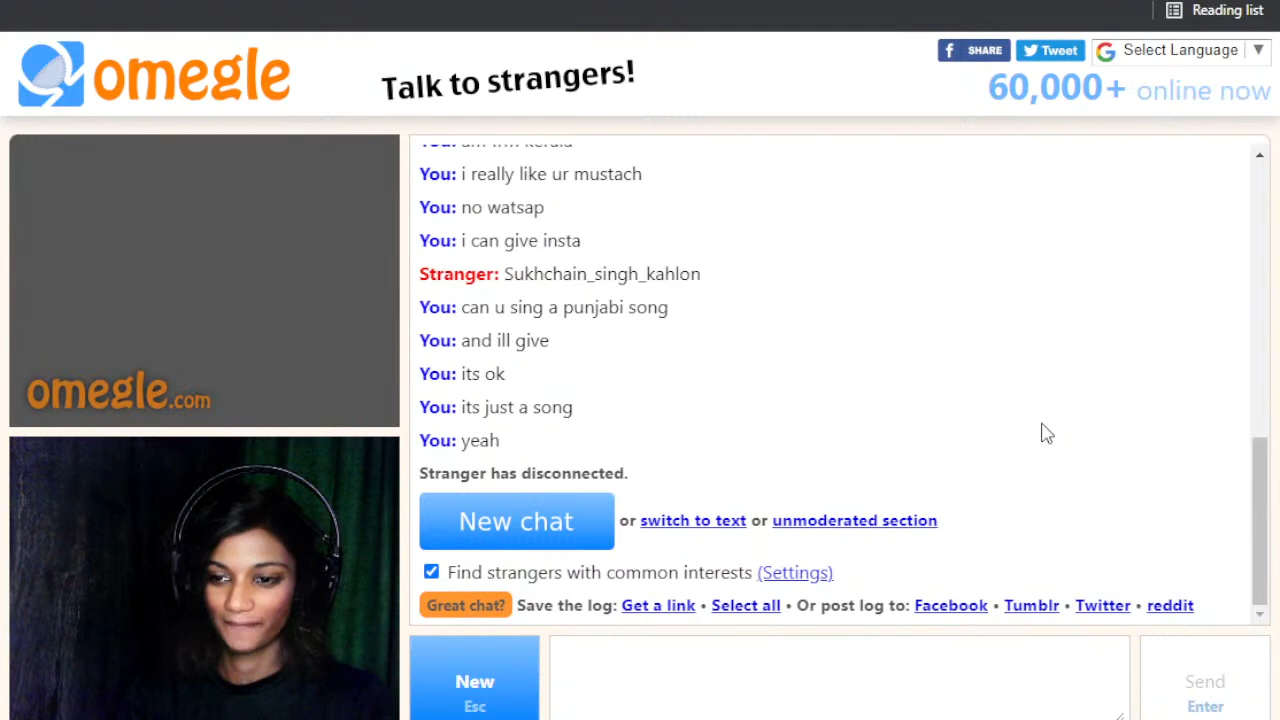 Reading list
omegle
Talk to strangers!
SHARE
Tweet
Select Language
60,000+ online now
You: am frm kerala
You: i really like ur mustach
You: no watsap
You: i can give insta
Stranger: Sukhchain_singh_kahlon
You: can u sing a punjabi song
You: and ill give
You: its ok
You: its just a song
You: yeah
Stranger has disconnected.
New chat or switch to text or unmoderated section
Find strangers with common interests (Settings)
Great chat? Save the log: Get a link • Select all • Or post log to: Facebook • Tumblr • Twitter • reddit
omegle.com
New
Esc
Send
Enter